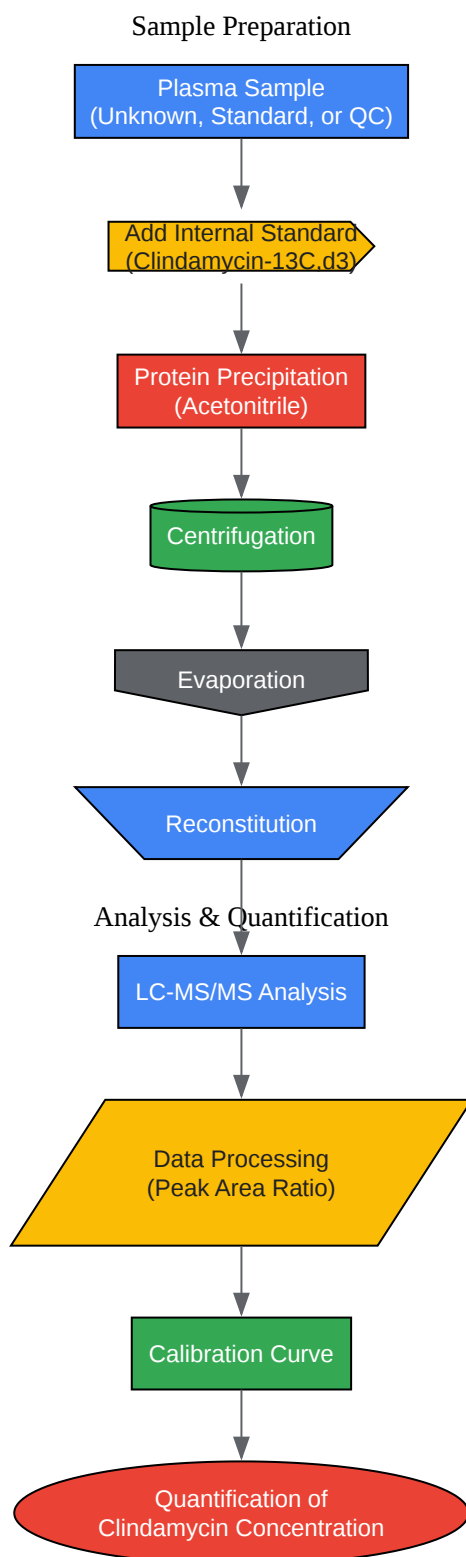 Sample Preparation
Plasma Sample
(Unknown, Standard, or QC)
Add Internal Standard
(Clindamycin-13C,d3)
Protein Precipitation
(Acetonitrile)
Centrifugation
Evaporation
Reconstitution
Analysis & Quantification
LC-MS/MS Analysis
Data Processing
(Peak Area Ratio)
Calibration Curve
Quantification of
Clindamycin Concentration